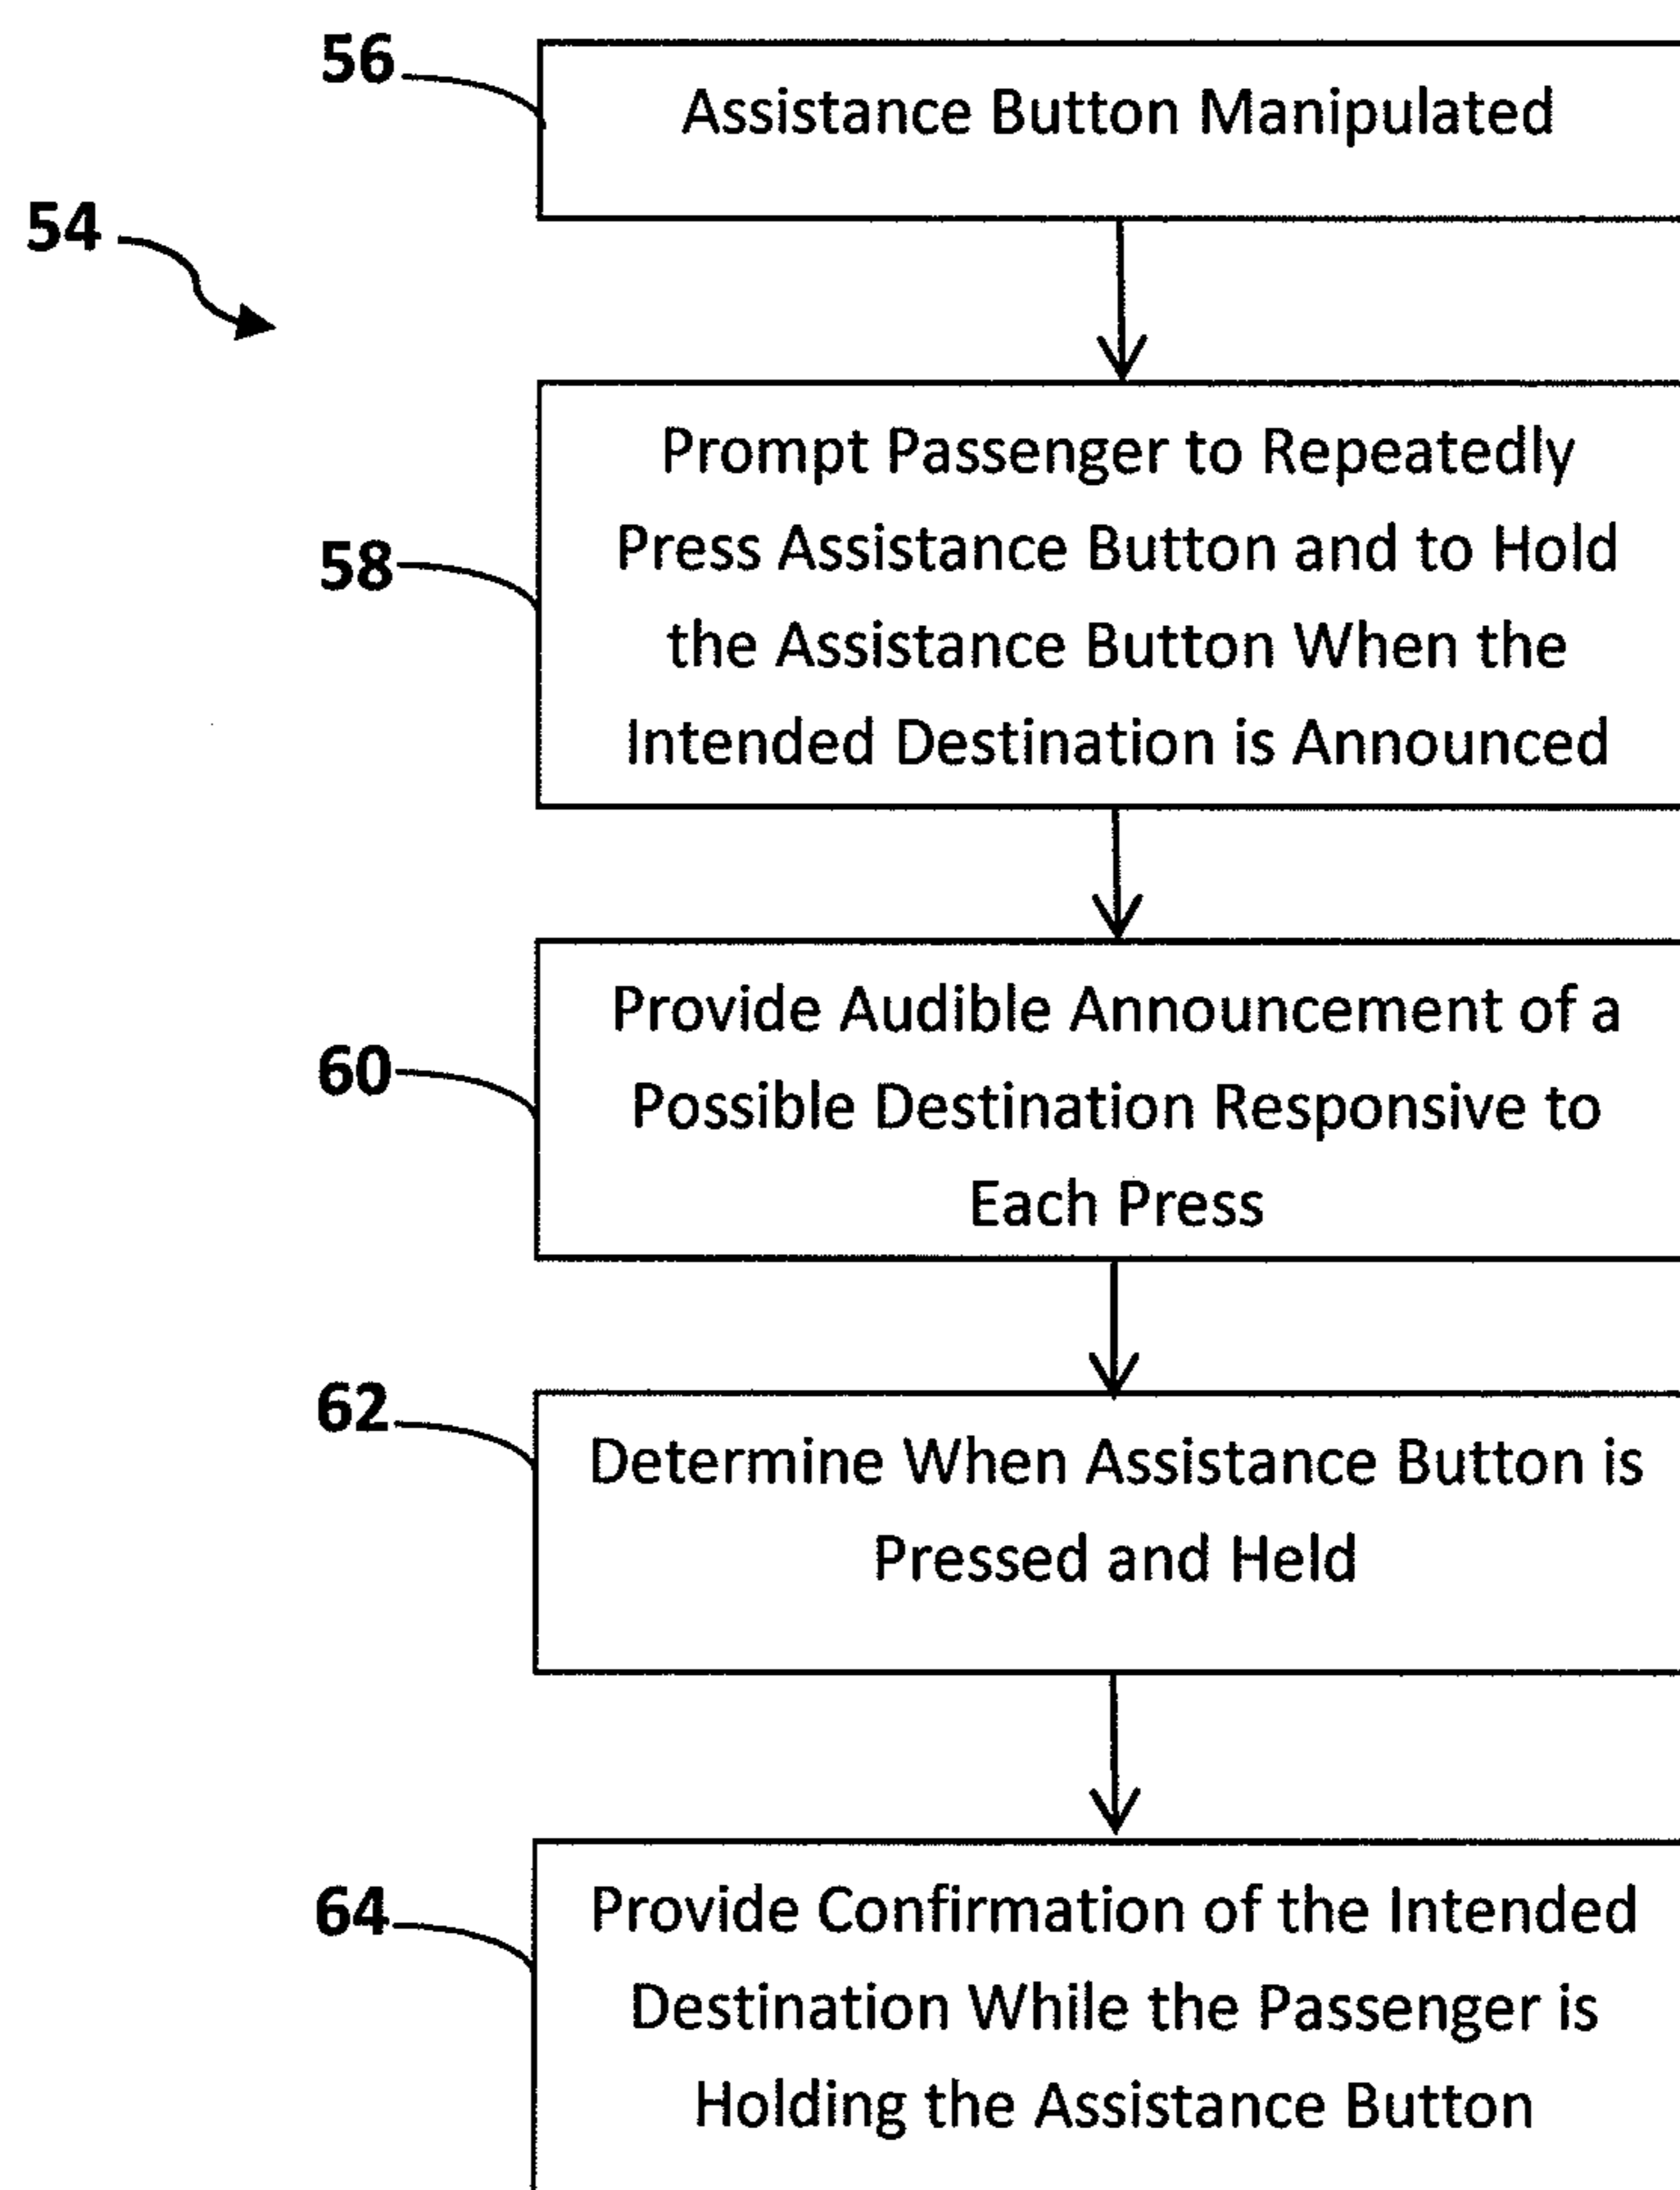 56
Assistance Button Manipulated
54
Prompt Passenger to Repeatedly
Press Assistance Button and to Hold
58
the Assistance Button When the
Intended Destination is Announced
Provide Audible Announcement of a
60
Possible Destination Responsive to
Each Press
62
Determine When Assistance Button is
Pressed and Held
64
Provide Confirmation of the Intended
Destination While the Passenger is
Holding the Assistance Button